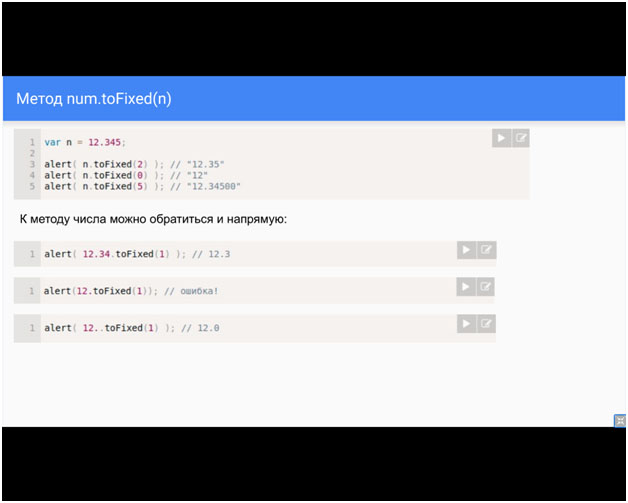 Метод num.toFixed(n)
1 var n = 12.345;
2
3 alert( n.toFixed(2) ); // "12.35"
4 alert( n.toFixed(0) ); // "12"
5 alert( n.toFixed(5) ); // "12.34500"
К методу числа можно обратиться и напрямую:
1 alert( 12.34.toFixed(1) ); // 12.3
1 alert(12.toFixed(1)); // ошибка!
1 alert( 12..toFixed(1) ); // 12.0